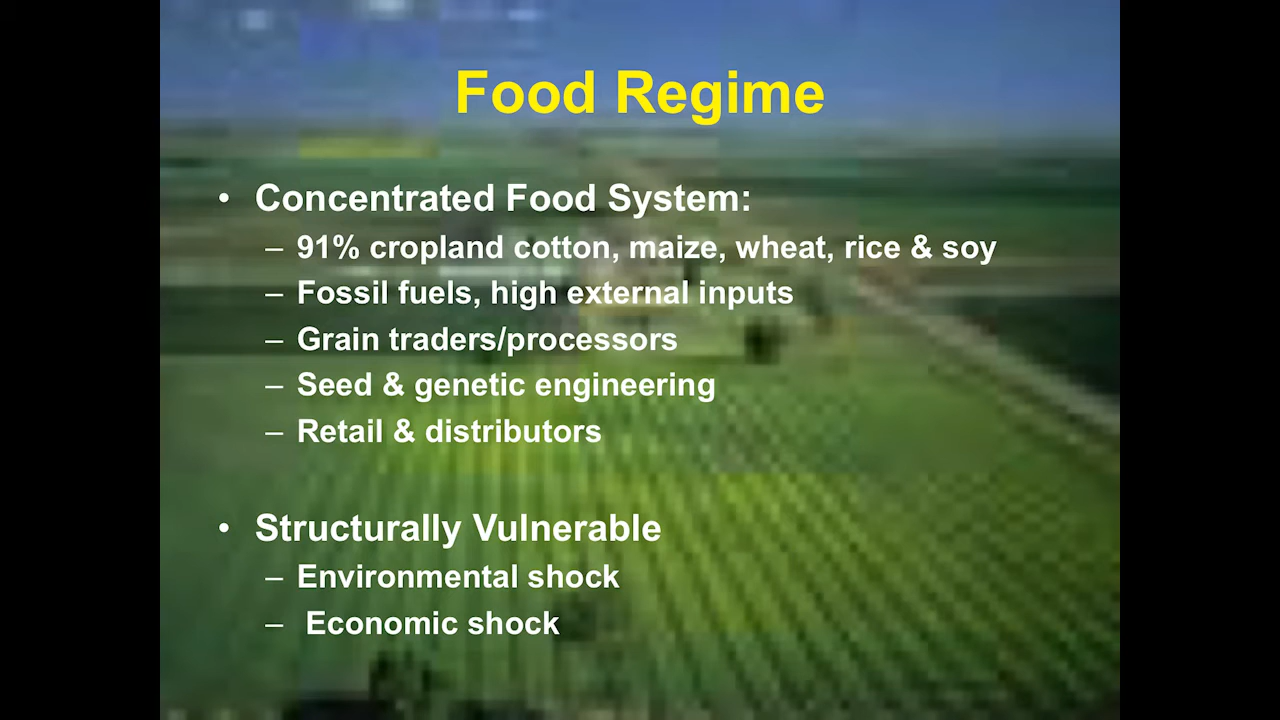 Food Regime
• Concentrated Food System:
– 91% cropland cotton, maize, wheat, rice & soy
– Fossil fuels, high external inputs
– Grain traders/processors
– Seed & genetic engineering
– Retail & distributors
• Structurally Vulnerable
– Environmental shock
– Economic shock